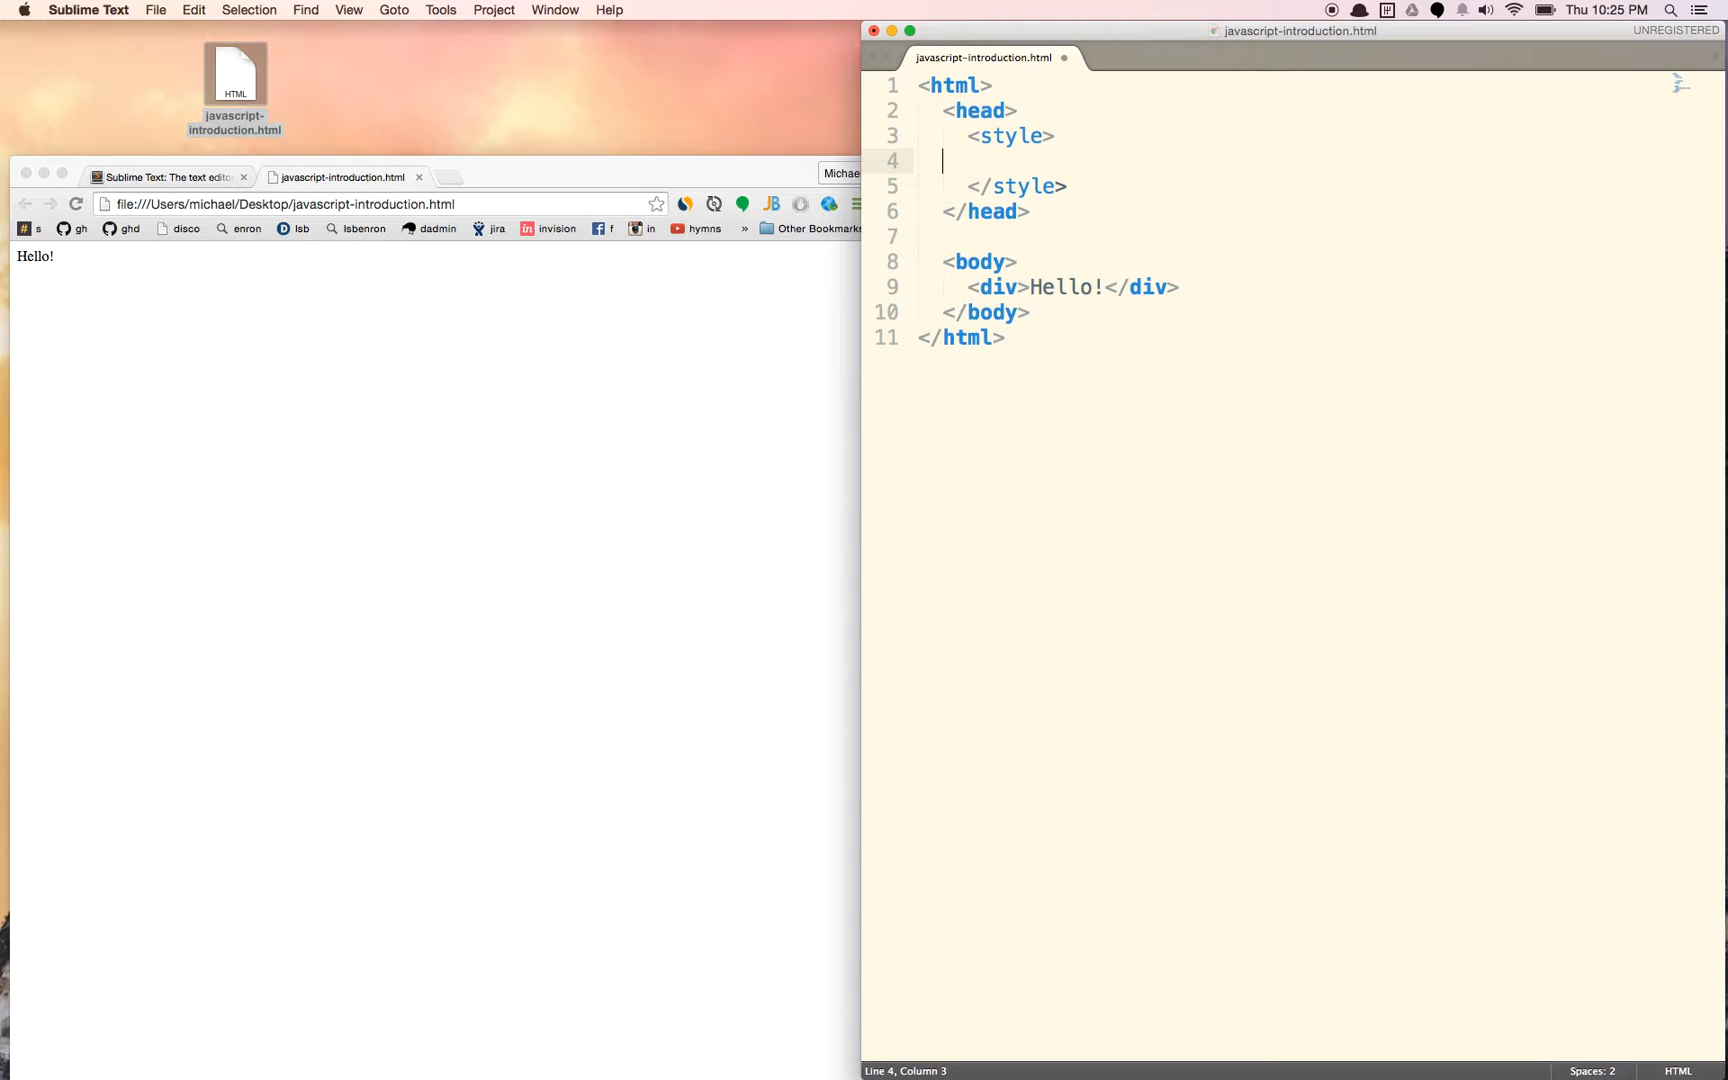 Sublime Text File Edit Selection Find View Goto Tools Project Window Help Thu 10:25 PM
HTML
javascript-
introduction.html
Sublime Text: The text edito
javascript-introduction.html
Michae
file:///Users/michael/Desktop/javascript-introduction.html
JB
# s gh ghd disco enron D lsb lsbenron dadmin jira in invision f in hymns » Other Bookmarks
Hello!
javascript-introduction.html UNREGISTERED
javascript-introduction.html
1 <html>
2 <head>
3 <style>
4
5 </style>
6 </head>
7
8 <body>
9 <div>Hello!</div>
10 </body>
11 </html>
Line 4, Column 3 Spaces: 2 HTML